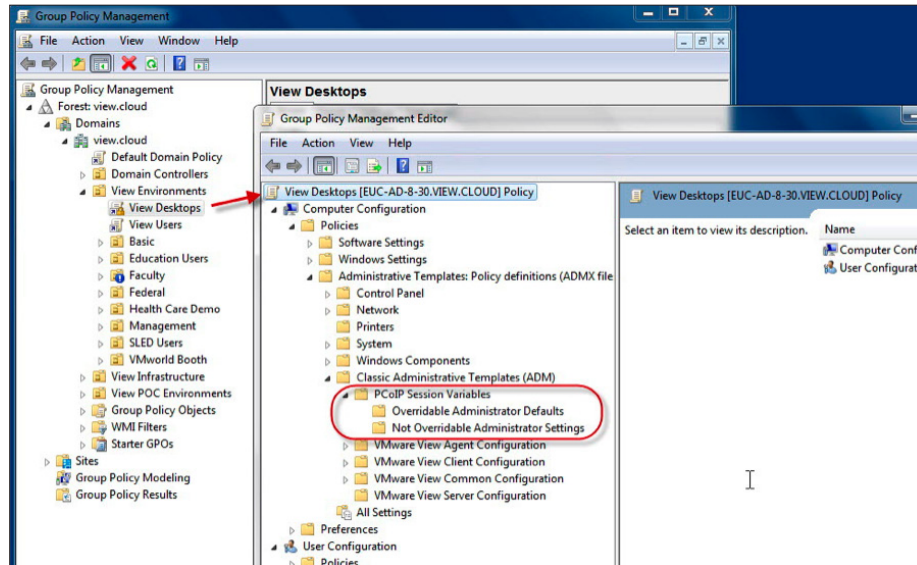 Group Policy Management
File Action View Window Help
Group Policy Management
Forest: view.cloud
Domains
view.cloud
Default Domain Policy
Domain Controllers
View Environments
View Desktops
View Users
Basic
Education Users
Faculty
Federal
Health Care Demo
Management
SLED Users
VMworld Booth
View Infrastructure
View POC Environments
Group Policy Objects
WMI Filters
Starter GPOs
Sites
Group Policy Modeling
Group Policy Results
View Desktops
Group Policy Management Editor
File Action View Help
View Desktops [EUC-AD-8-30.VIEW.CLOUD] Policy
Computer Configuration
Policies
Software Settings
Windows Settings
Administrative Templates: Policy definitions (ADMX file
Control Panel
Network
Printers
System
Windows Components
Classic Administrative Templates (ADM)
PCoIP Session Variables
Overridable Administrator Defaults
Not Overridable Administrator Settings
VMware View Agent Configuration
VMware View Client Configuration
VMware View Common Configuration
VMware View Server Configuration
All Settings
Preferences
User Configuration
Policies
View Desktops [EUC-AD-8-30.VIEW.CLOUD] Policy
Select an item to view its description.
Name
Computer Conf
User Configurat